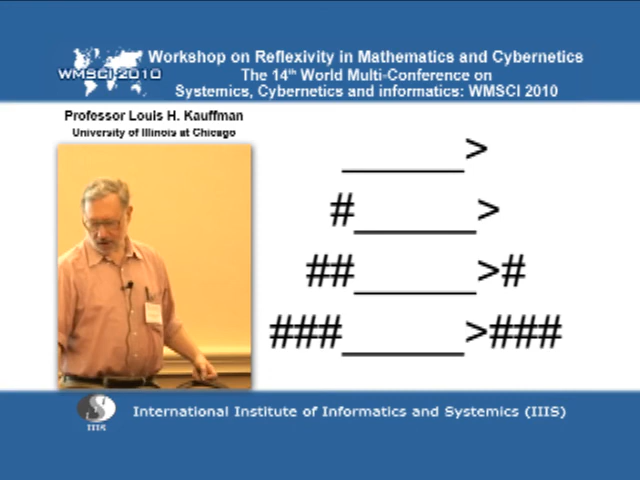 WMSCI 2010
Workshop on Reflexivity in Mathematics and Cybernetics
The 14th World Multi-Conference on
Systemics, Cybernetics and informatics: WMSCI 2010
Professor Louis H. Kauffman
University of Illinois at Chicago
______>
#______>
##______>#
###______>###
IIIS
International Institute of Informatics and Systemics (IIIS)